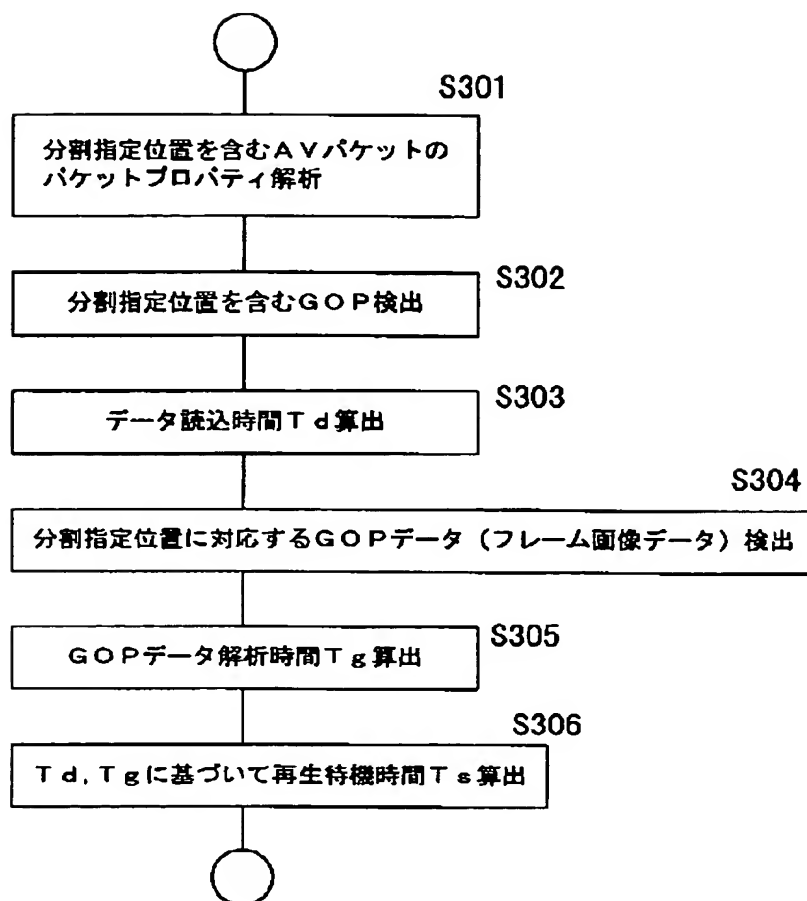 S301
分割指定位置を含むAVパケットの
パケットプロパティ解析
S302
分割指定位置を含むGOP検出
S303
データ読込時間Td算出
S304
分割指定位置に対応するGOPデータ（フレーム画像データ）検出
S305
GOPデータ解析時間Tg算出
S306
Td，Tgに基づいて再生待機時間Ts算出